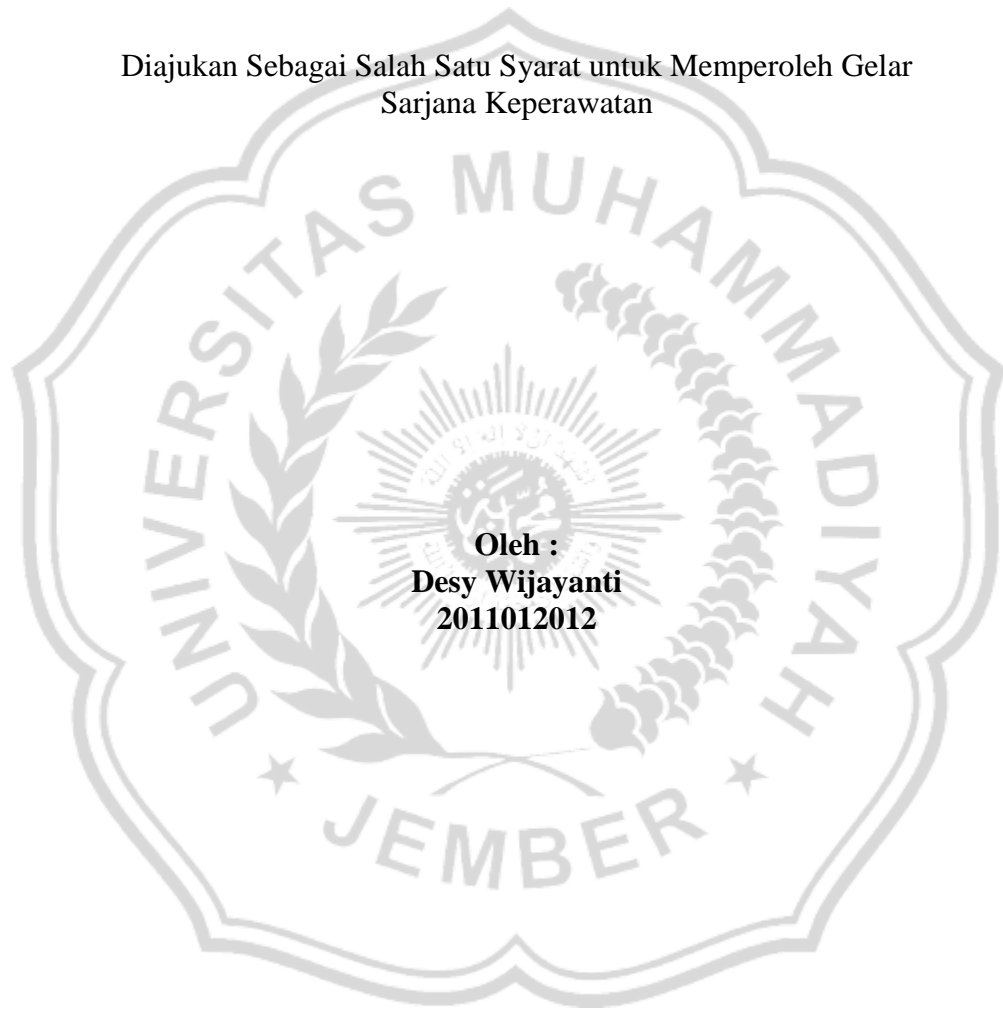 Diajukan Sebagai Salah Satu Syarat untuk Memperoleh Gelar
Sarjana Keperawatan
UNIVERSITAS MUHAMMADIYAH
JEMBER
Oleh :
Desy Wijayanti
2011012012